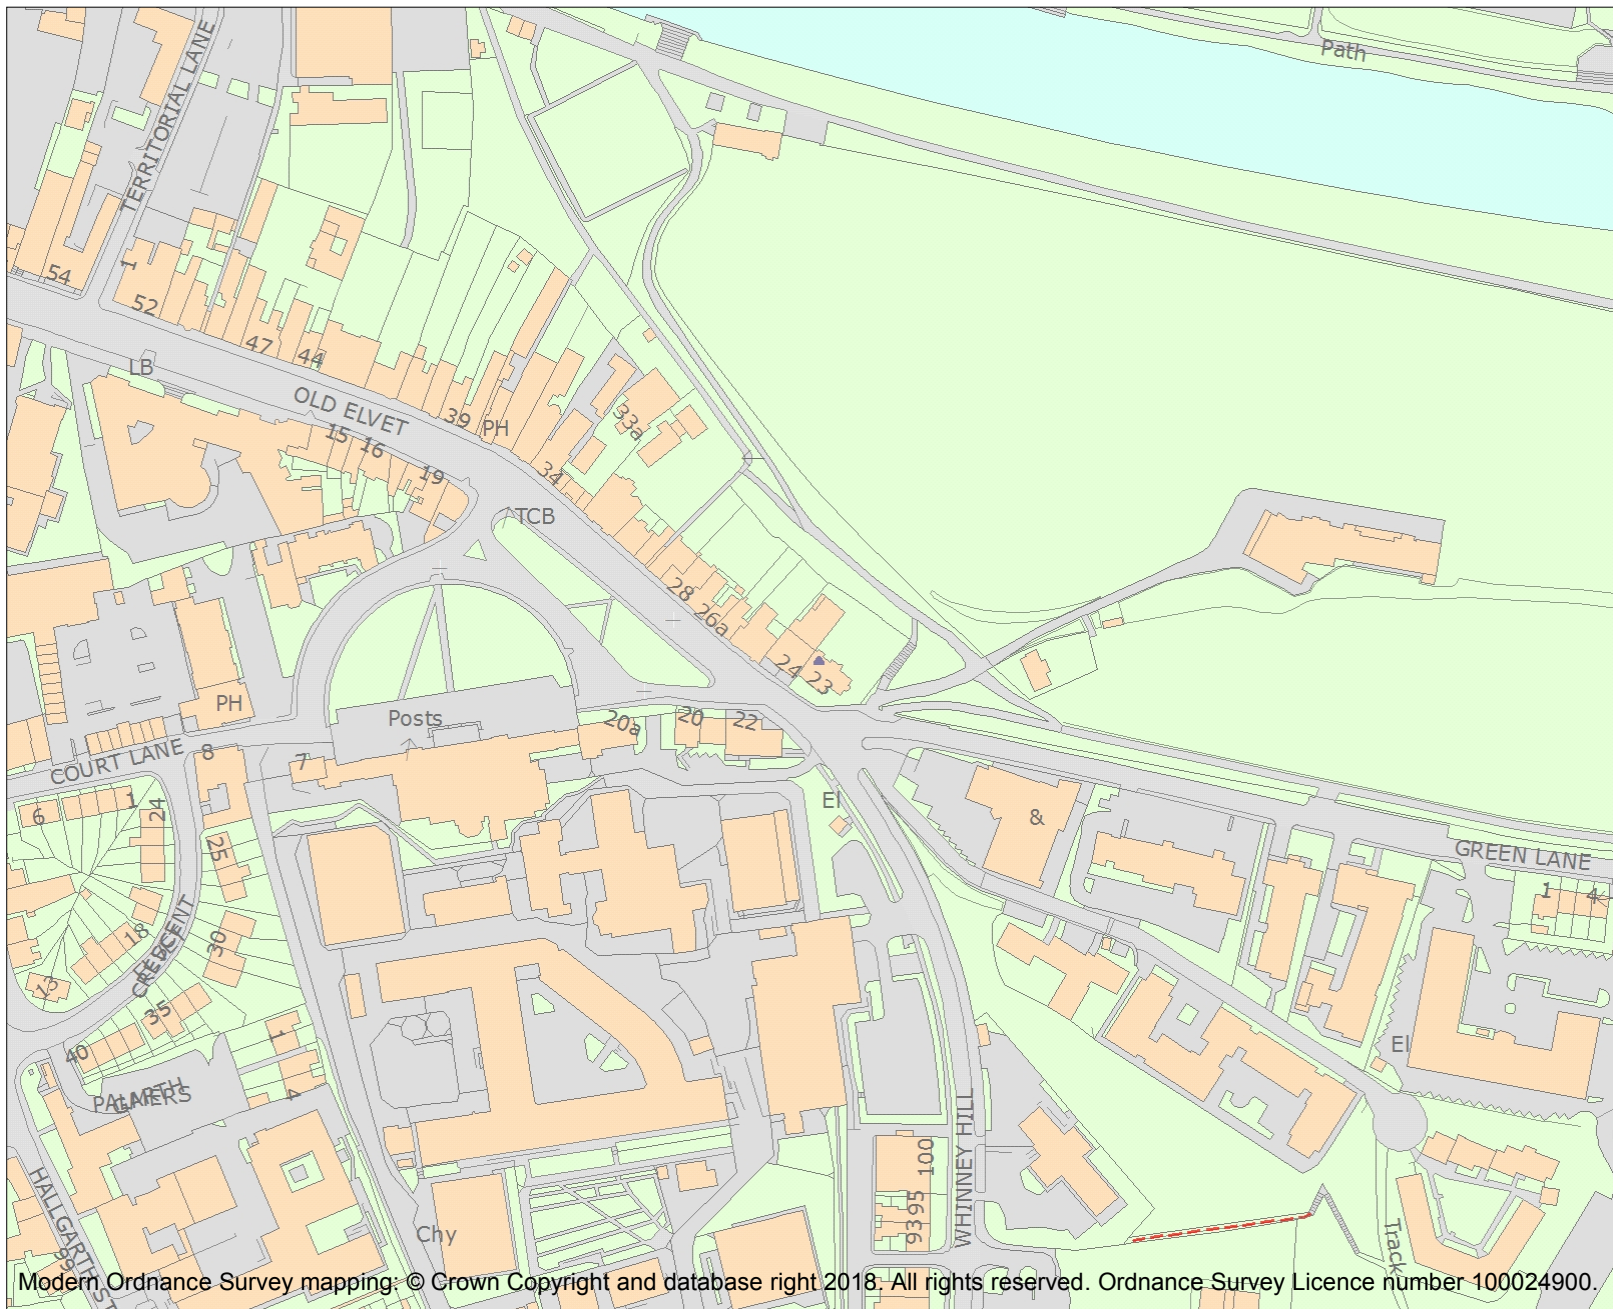 Path
TERRITORIAL LANE
54
1
52
47
44
LB
OLD ELVET
39
PH
33a
15
16
19
34
TCB
28
26a
24
23
PH
Posts
20a
20
22
COURT LANE
8
7
6
1
24
25
El
&
GREEN LANE
1
4
18
30
CRESCENT
13
35
40
1
4
El
PALMERS
GARTH
HALLGARTH ST
99
Chy
WHINNEY HILL
100
95
93
Track
Modern Ordnance Survey mapping: © Crown Copyright and database right 2018. All rights reserved. Ordnance Survey Licence number 100024900.